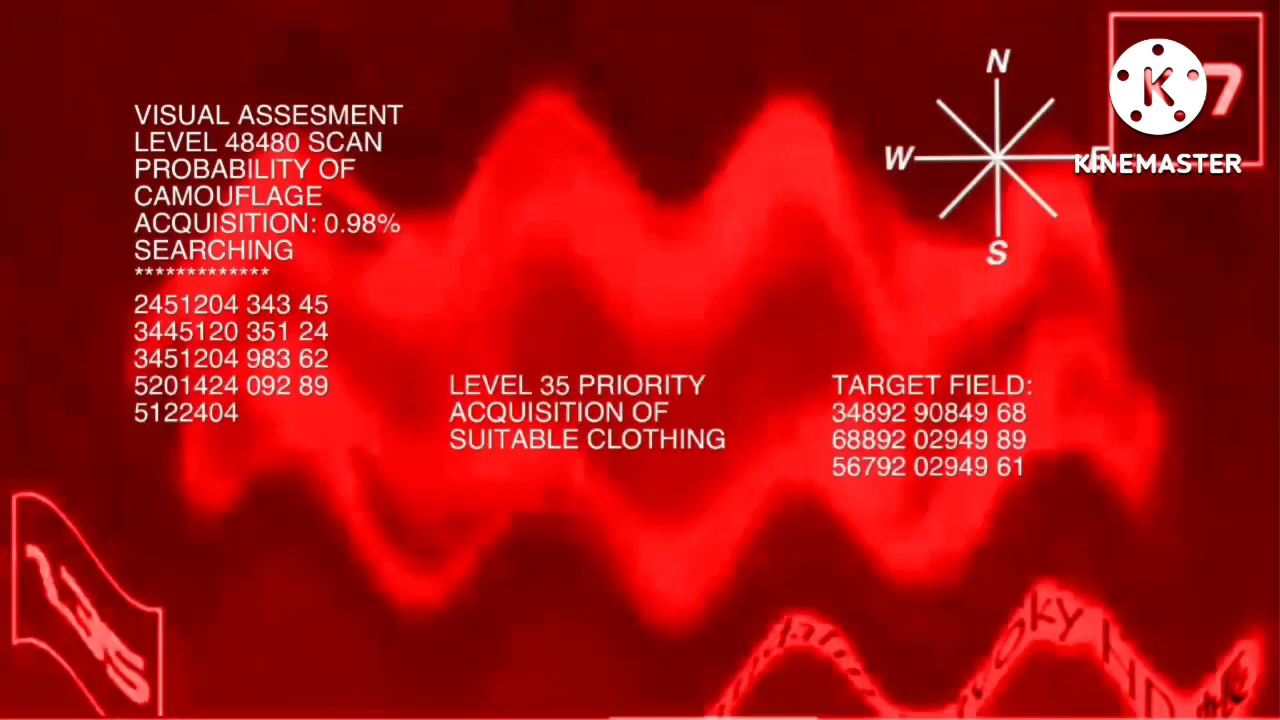 VISUAL ASSESMENT
LEVEL 48480 SCAN
PROBABILITY OF
CAMOUFLAGE
ACQUISITION: 0.98%
SEARCHING
*************
2451204 343 45
3445120 351 24
3451204 983 62
5201424 092 89
5122404
LEVEL 35 PRIORITY
ACQUISITION OF
SUITABLE CLOTHING
TARGET FIELD:
34892 90849 68
68892 02949 89
56792 02949 61
N
W
S
K
7
KINEMASTER